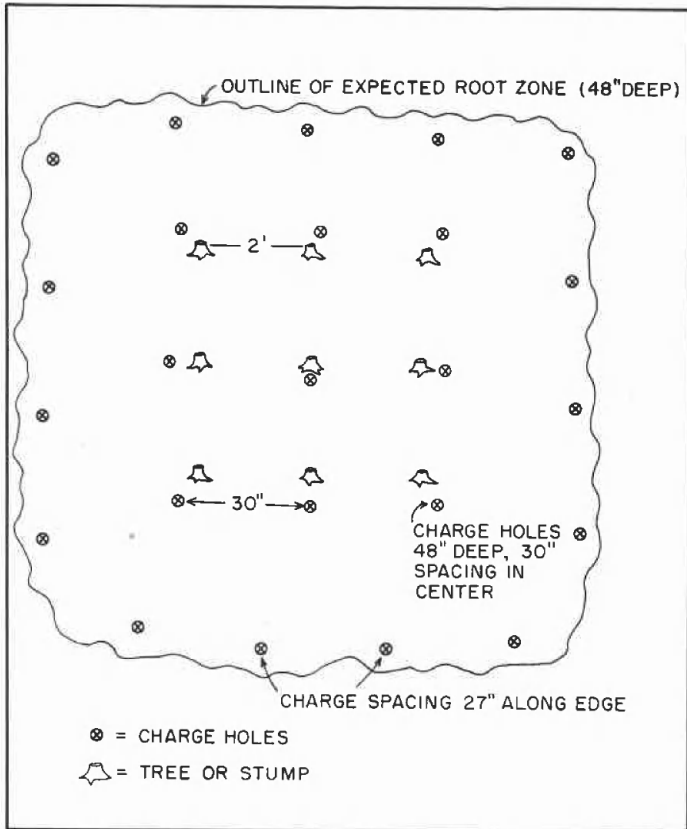 OUTLINE OF EXPECTED ROOT ZONE (48" DEEP)
2'
30"
CHARGE HOLES
48" DEEP, 30"
SPACING IN
CENTER
CHARGE SPACING 27" ALONG EDGE
⊗ = CHARGE HOLES
= TREE OR STUMP